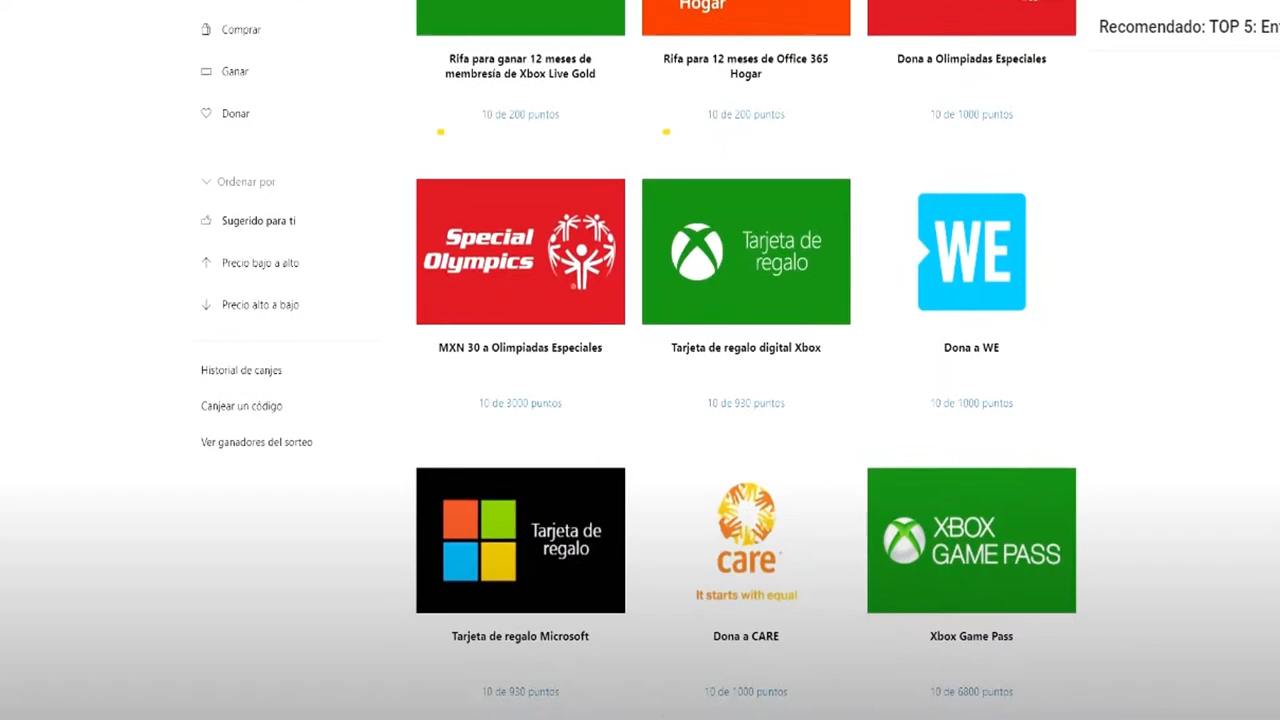 Comprar
Ganar
Donar
Ordenar por
Sugerido para ti
Precio bajo a alto
Precio alto a bajo
Historial de canjes
Canjear un código
Ver ganadores del sorteo
Hogar
Rifa para ganar 12 meses de
membresía de Xbox Live Gold
10 de 200 puntos
Rifa para 12 meses de Office 365
Hogar
10 de 200 puntos
Dona a Olimpiadas Especiales
10 de 1000 puntos
Special
Olympics
MXN 30 a Olimpiadas Especiales
10 de 3000 puntos
Tarjeta de
regalo
Tarjeta de regalo digital Xbox
10 de 930 puntos
WE
Dona a WE
10 de 1000 puntos
Tarjeta de
regalo
Tarjeta de regalo Microsoft
10 de 930 puntos
care
It starts with equal
Dona a CARE
10 de 1000 puntos
XBOX
GAME PASS
Xbox Game Pass
10 de 6800 puntos
Recomendado: TOP 5: